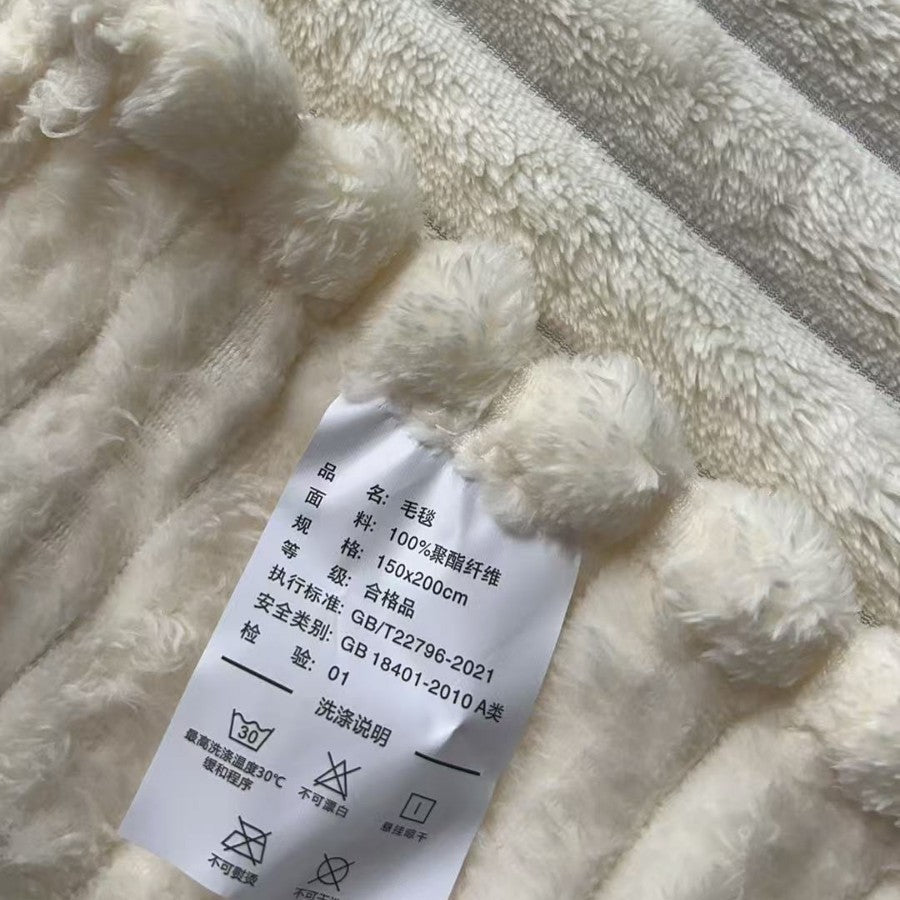 品 名: 毛毯
面 料: 100%聚酯纤维
规 格: 150x200cm
等 级: 合格品
执行标准: GB/T22796-2021
安全类别: GB 18401-2010 A类
检 验: 01
洗涤说明
30
最高洗涤温度30℃
缓和程序
不可漂白
悬挂晾干
不可熨烫